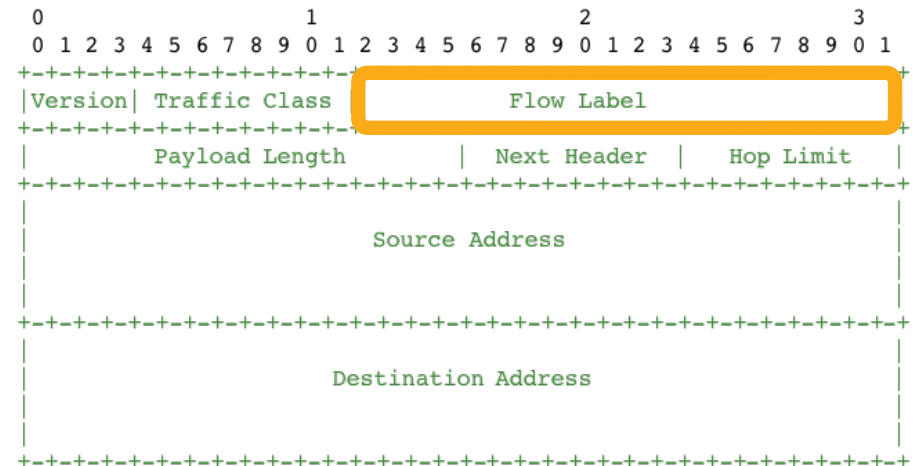 0                   1                   2                   3
0 1 2 3 4 5 6 7 8 9 0 1 2 3 4 5 6 7 8 9 0 1 2 3 4 5 6 7 8 9 0 1
+-+-+-+-+-+-+-+-+-+-+-+-+-+-+-+-+-+-+-+-+-+-+-+-+-+-+-+-+-+-+-+-+
|Version| Traffic Class |           Flow Label
+-+-+-+-+-+-+-+-+-+-+-+-+-+-+-+-+-+-+-+-+-+-+-+-+-+-+-+-+-+-+-+-+
|         Payload Length        |  Next Header  |   Hop Limit   |
+-+-+-+-+-+-+-+-+-+-+-+-+-+-+-+-+-+-+-+-+-+-+-+-+-+-+-+-+-+-+-+-+
Source Address
+-+-+-+-+-+-+-+-+-+-+-+-+-+-+-+-+-+-+-+-+-+-+-+-+-+-+-+-+-+-+-+-+
Destination Address
+-+-+-+-+-+-+-+-+-+-+-+-+-+-+-+-+-+-+-+-+-+-+-+-+-+-+-+-+-+-+-+-+